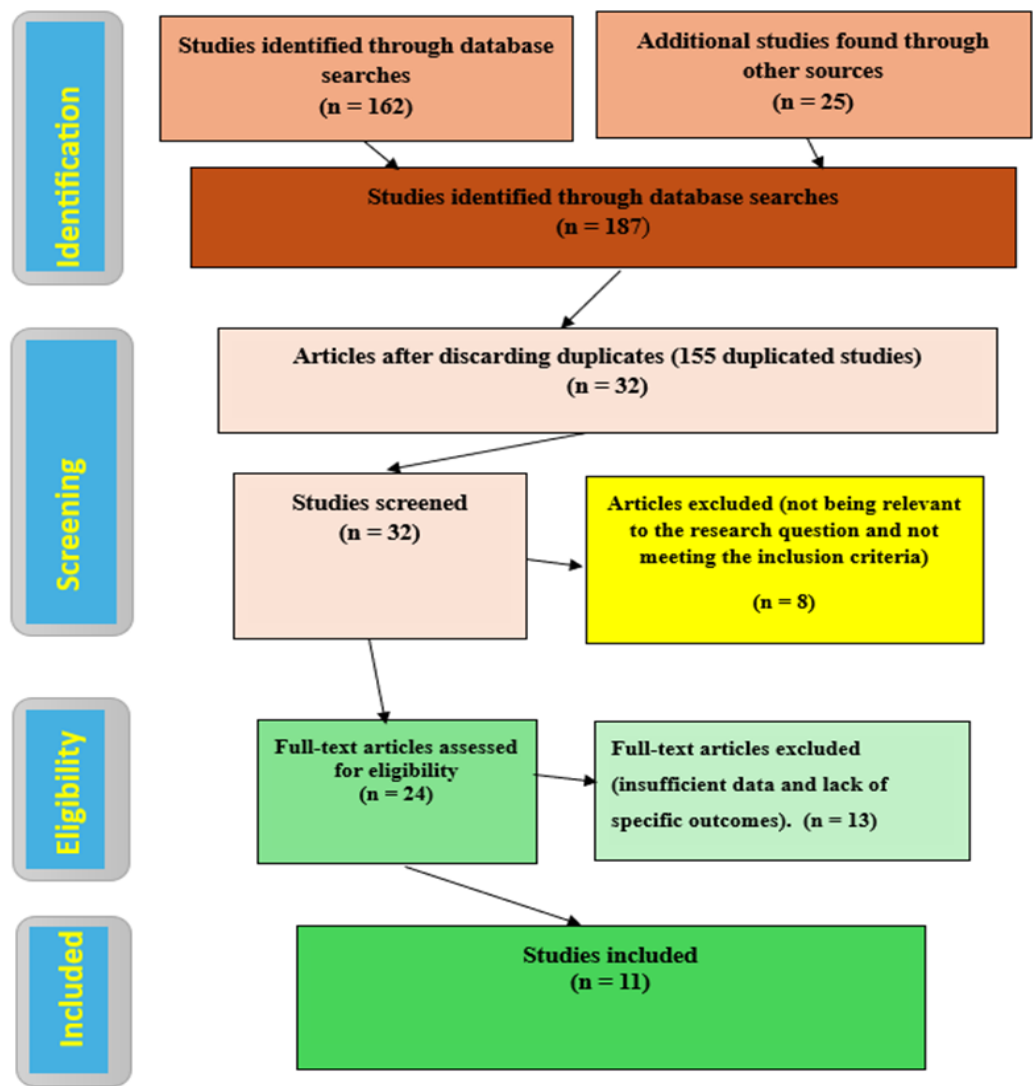 Identification
Studies identified through database
searches
(n = 162)
Additional studies found through
other sources
(n = 25)
Studies identified through database searches
(n = 187)
Screening
Articles after discarding duplicates (155 duplicated studies)
(n = 32)
Studies screened
(n = 32)
Articles excluded (not being relevant
to the research question and not
meeting the inclusion criteria)
(n = 8)
Eligibility
Full-text articles assessed
for eligibility
(n = 24)
Full-text articles excluded
(insufficient data and lack of
specific outcomes). (n = 13)
Included
Studies included
(n = 11)